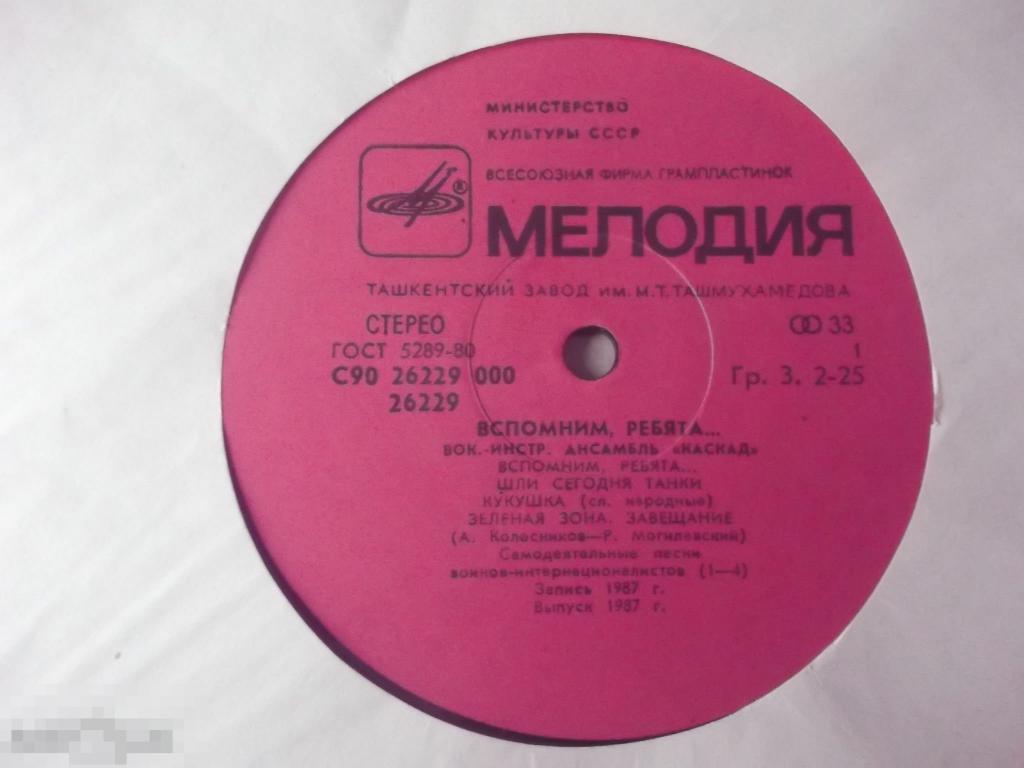 МИНИСТЕРСТВО
КУЛЬТУРЫ СССР
ВСЕСОЮЗНАЯ ФИРМА ГРАМПЛАСТИНОК
®
МЕЛОДИЯ
ТАШКЕНТСКИЙ ЗАВОД ИМ. М.Т. ТАШМУХАМЕДОВА
СТЕРЕО 33
ГОСТ 5289-80 1
С90 26229 000 Гр. 3. 2-25
26229
ВСПОМНИМ, РЕБЯТА...
ВОК.-ИНСТР. АНСАМБЛЬ «КАСКАД»
ВСПОМНИМ, РЕБЯТА...
ШЛИ СЕГОДНЯ ТАНКИ
КУКУШКА (сл. народные)
ЗЕЛЕНАЯ ЗОНА. ЗАВЕЩАНИЕ
(А. Колесников—Р. Могилевский)
Самодеятельные песни
воинов-интернационалистов (1—4)
Запись 1987 г.
Выпуск 1987 г.